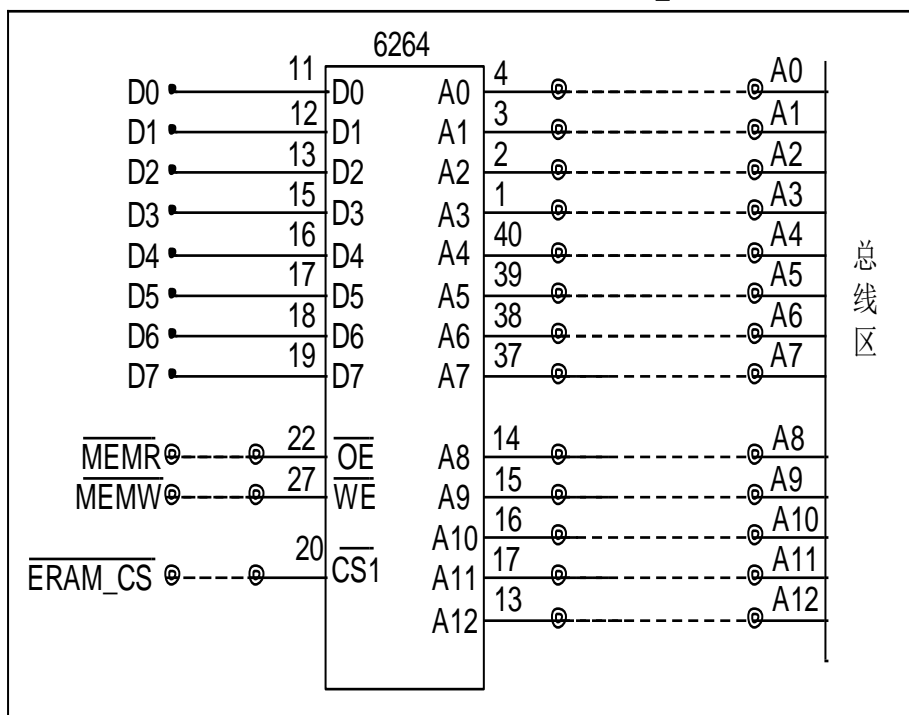 6264
D0 11 D0 A0 4 A0
D1 12 D1 A1 3 A1
D2 13 D2 A2 2 A2
D3 15 D3 A3 1 A3
D4 16 D4 A4 40 A4
D5 17 D5 A5 39 A5
D6 18 D6 A6 38 A6
D7 19 D7 A7 37 A7
MEMR 22 OE A8 14 A8
MEMW 27 WE A9 15 A9
A10 16 A10
ERAM_CS 20 CS1 A11 17 A11
A12 13 A12
总线区